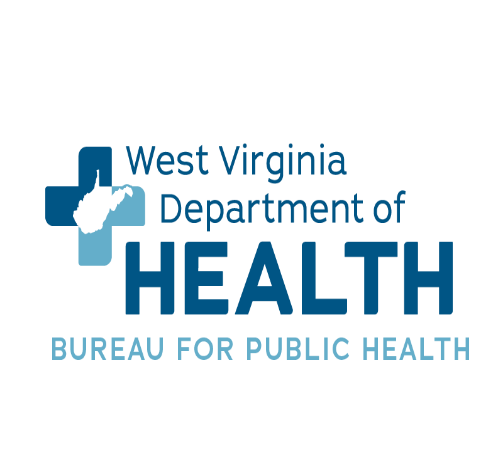 West Virginia
Department of
HEALTH
BUREAU FOR PUBLIC HEALTH